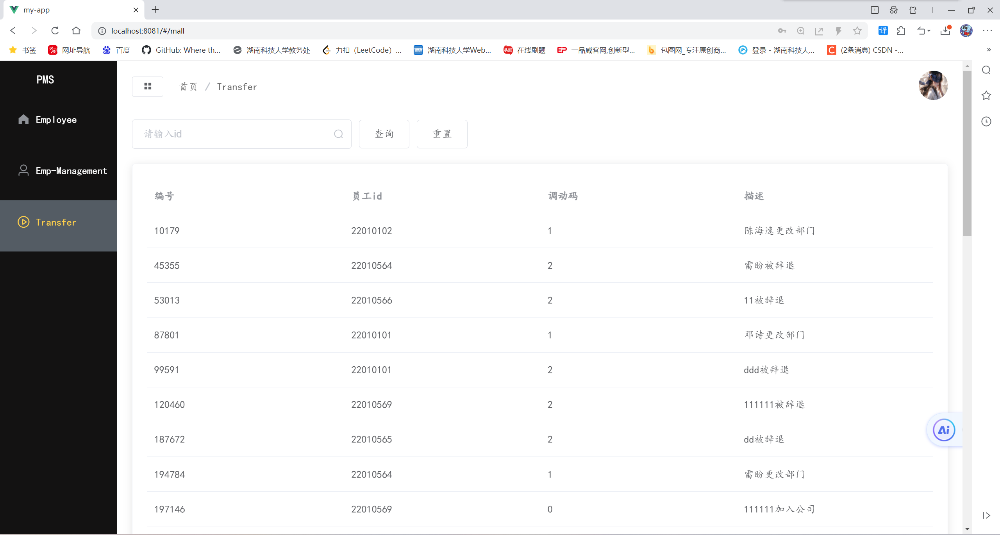 my-app
localhost:8081/#/mall
译
书签 网址导航 百度 GitHub: Where th... 湖南科技大学教务处 力扣（LeetCode）... 湖南科技大学Web... 在线刷题 一品威客网,创新型... 包图网_专注原创商... 登录 - 湖南科技大... (2条消息) CSDN -...
PMS
首页 / Transfer
Employee
请输入id 查询 重置
Emp-Management
Transfer
编号 员工id 调动码 描述
10179 22010102 1 陈海逸更改部门
45355 22010564 2 雷盼被辞退
53013 22010566 2 11被辞退
87801 22010101 1 邓诗更改部门
99591 22010101 2 ddd被辞退
120460 22010569 2 111111被辞退
Ai
187672 22010565 2 dd被辞退
194784 22010564 1 雷盼更改部门
197146 22010569 0 111111加入公司